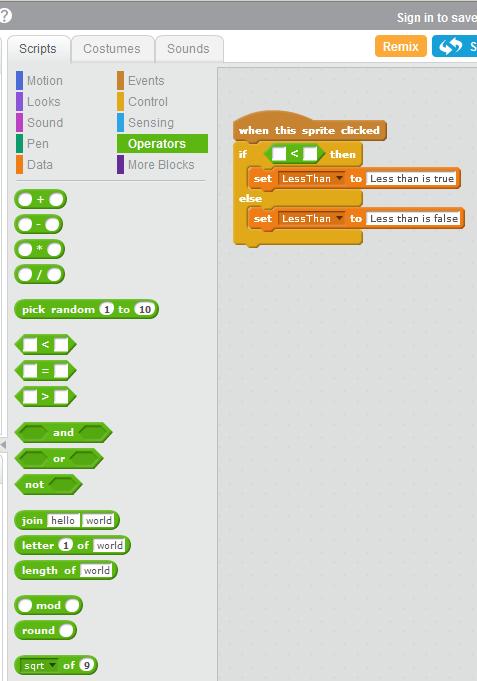 ?
Sign in to save
Scripts Costumes Sounds
Remix S
Motion Events
Looks Control
Sound Sensing
Pen Operators
Data More Blocks
+
-
*
/
pick random 1 to 10
<
=
>
and
or
not
join hello world
letter 1 of world
length of world
mod
round
sqrt of 9
when this sprite clicked
if < then
set LessThan to Less than is true
else
set LessThan to Less than is false